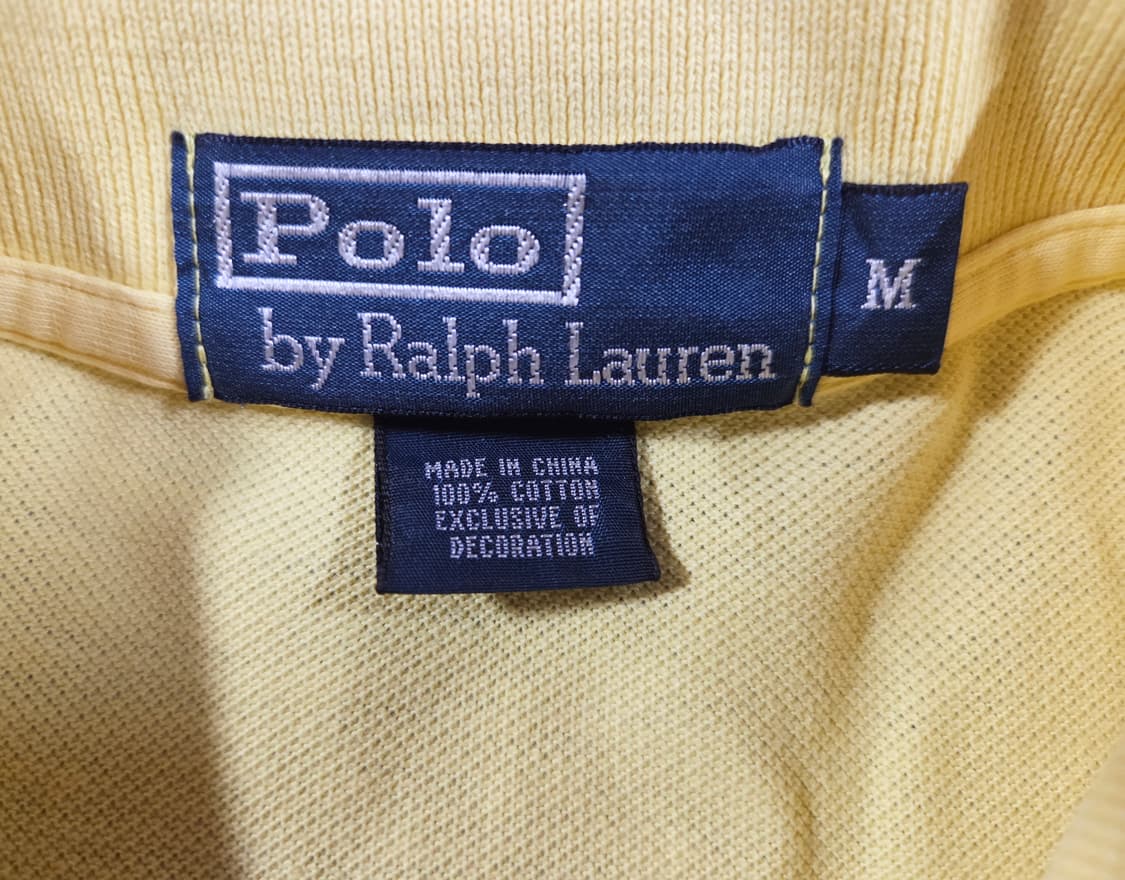 Polo
by Ralph Lauren
M
MADE IN CHINA
100% COTTON
EXCLUSIVE OF
DECORATION